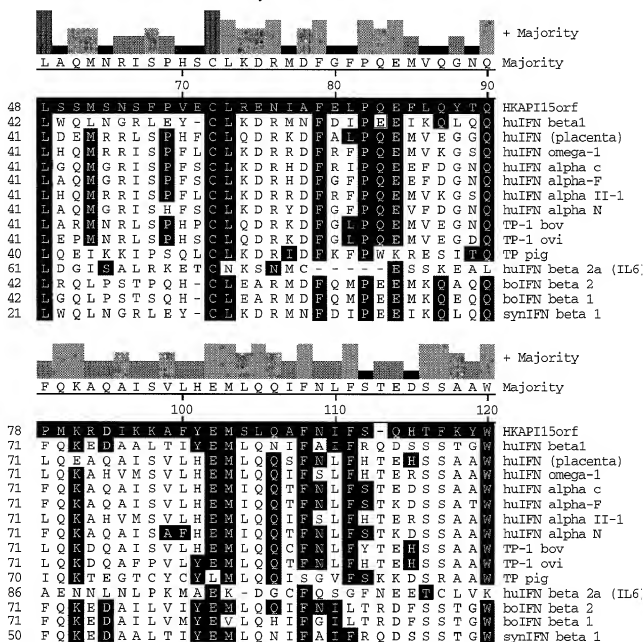 + Majority
L A Q M N R I S P H S C L K D R M D F G F P Q E M V Q G N Q Majority
70 80 90
48 L S S M S N S F P V E C L R E N I A F E L P Q E F L Q Y T Q HKAPI15orf
42 L W Q L N G R L E Y - C L K D R M N F D I P E E I K Q L Q Q huIFN beta1
41 L D E M R R L S P H F C L Q D R K D F A L P Q E M V E G G Q huIFN (placenta)
41 L H Q M R R I S P F L C L K D R R D F R F P Q E M V K G S Q huIFN omega-1
41 L A Q M G R I S P F S C L K D R H D F R I P Q E E F D G N Q huIFN alpha c
41 L A Q M G R I S P F S C L K D R H D F G F P Q E E F D G N Q huIFN alpha-F
41 L H Q M R R I S P F L C L K D R R D F R F P Q E M V K G S Q huIFN alpha II-1
41 L A Q M G R I S H F S C L K D R Y D F G F P Q E V F D G N Q huIFN alpha N
41 L A R M N R L S P H P C L Q D R K D F G L P Q E M V E G N Q TP-1 bov
41 L E P M N R L S P H S C L Q D R K D F G L P Q E M V E G D Q TP-1 ovi
40 L Q E I K K I P S Q L C L K D R T D F K F P W K R E S I T Q TP pig
61 L D G I S A L R K E T C N K S N M C - - - - - E S S K E A L huIFN beta 2a (IL6)
42 L R Q L P S T P Q H - C L E A R M D F Q M P E E M K Q A Q Q boIFN beta 2
42 L G Q L P S T S Q H - C L E A R M D F Q M P E E M K Q E Q Q boIFN beta 1
21 L W Q L N G R L E Y - C L K D R M N F D I P E E I K Q L Q Q synIFN beta 1
+ Majority
F Q K A Q A I S V L H E M L Q Q I F N L F S T E D S S A A W Majority
100 110 120
78 P M K R D I K K A F Y E M S L Q A F N I F S - Q H T F K Y W HKAPI15orf
71 F Q K E D A A L T I Y E M L Q N I F A I F R Q D S S S T G W huIFN beta1
71 L Q E A Q A I S V L H E M L Q Q S F N L F H T E H S S A A W huIFN (placenta)
71 L Q K A H V M S V L H E M L Q Q I F S L F H T E R S S A A W huIFN omega-1
71 F Q K A Q A I S V L H E M I Q Q T F N L F S T E D S S A A W huIFN alpha c
71 F Q K A Q A I S V L H E M I Q Q T F N L F S T K D S S A T W huIFN alpha-F
71 L Q K A H V M S V L H E M L Q Q I F S L F H T E R S S A A W huIFN alpha II-1
71 F Q K A Q A I S A F H E M I Q Q T F N L F S T K D S S A A W huIFN alpha N
71 L Q K D Q A I S V L H E M L Q Q C F N L F Y T E H S S A A W TP-1 bov
71 L Q K D Q A F P V L Y E M L Q Q T F N L F H T E H S S A A W TP-1 ovi
70 I Q K T E G T C Y C Y L M L Q Q I S G V F S K K D S R A A W TP pig
86 A E N N L N L P K M A E K - D G C F Q S G F N E E T C L V K huIFN beta 2a (IL6)
71 F Q K E D A I L V I Y E M L Q Q I F N I L T R D F S S T G W boIFN beta 2
71 F Q K E D A I L V M Y E V L Q H I F G I L T R D F S S T G W boIFN beta 1
50 F Q K E D A A L T I Y E M L Q N I F A I F R Q D S S S T G W synIFN beta 1